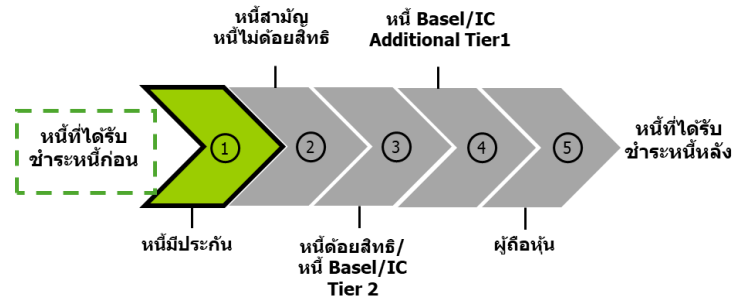 หนี้สามัญ
หนี้ไม่ด้อยสิทธิ
หนี้ Basel/IC
Additional Tier1
หนี้ที่ได้รับ
ชำระหนี้ก่อน
1
2
3
4
5
หนี้ที่ได้รับ
ชำระหนี้หลัง
หนี้มีประกัน
หนี้ด้อยสิทธิ/
หนี้ Basel/IC
Tier 2
ผู้ถือหุ้น